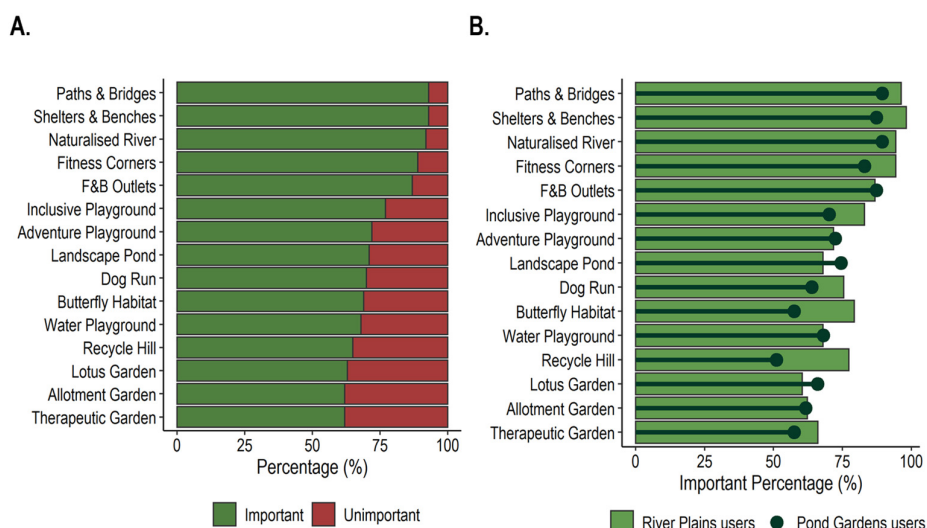 A.
Paths & Bridges
Shelters & Benches
Naturalised River
Fitness Corners
F&B Outlets
Inclusive Playground
Adventure Playground
Landscape Pond
Dog Run
Butterfly Habitat
Water Playground
Recycle Hill
Lotus Garden
Allotment Garden
Therapeutic Garden
0 25 50 75 100
Percentage (%)
Important Unimportant
B.
Paths & Bridges
Shelters & Benches
Naturalised River
Fitness Corners
F&B Outlets
Inclusive Playground
Adventure Playground
Landscape Pond
Dog Run
Butterfly Habitat
Water Playground
Recycle Hill
Lotus Garden
Allotment Garden
Therapeutic Garden
0 25 50 75 100
Important Percentage (%)
River Plains users Pond Gardens users